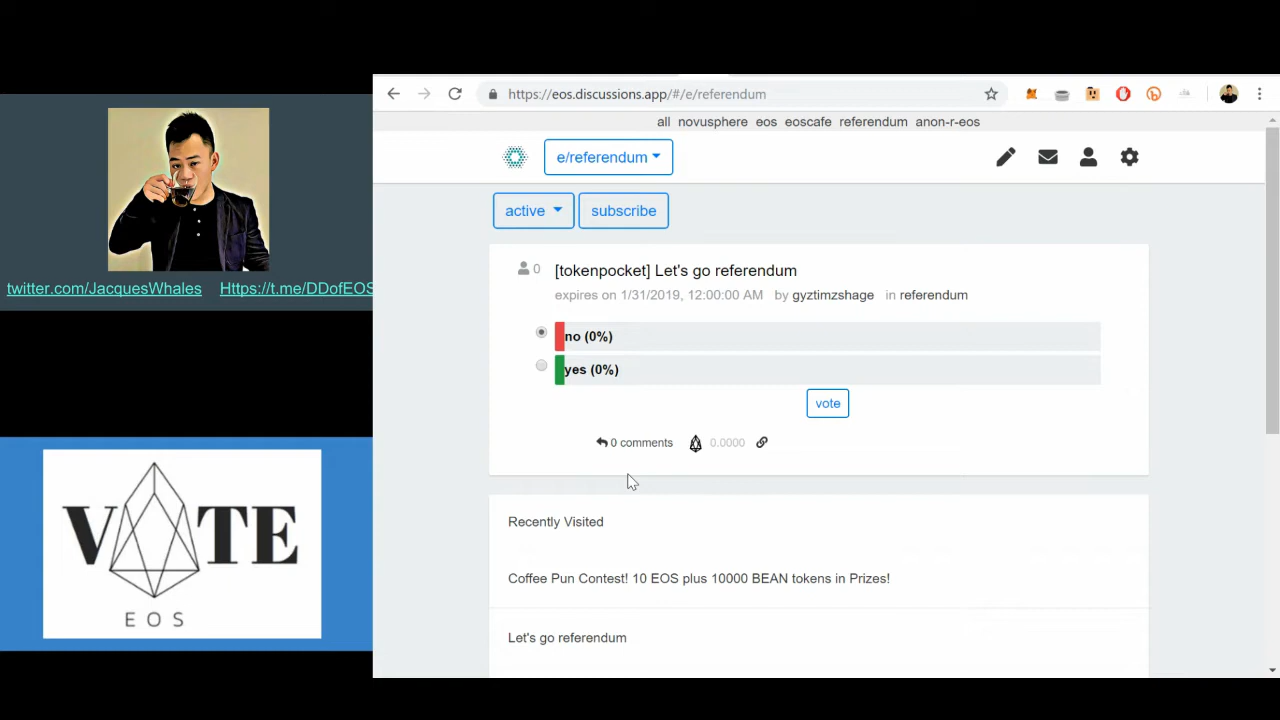 https://eos.discussions.app/#/e/referendum
all novusphere eos eoscafe referendum anon-r-eos
e/referendum
active subscribe
0 [tokenpocket] Let's go referendum
expires on 1/31/2019, 12:00:00 AM by gyztimzshage in referendum
no (0%)
yes (0%)
vote
0 comments 0.0000
Recently Visited
Coffee Pun Contest! 10 EOS plus 10000 BEAN tokens in Prizes!
Let's go referendum
twitter.com/JacquesWhales Https://t.me/DDofEOS
VOTE
EOS